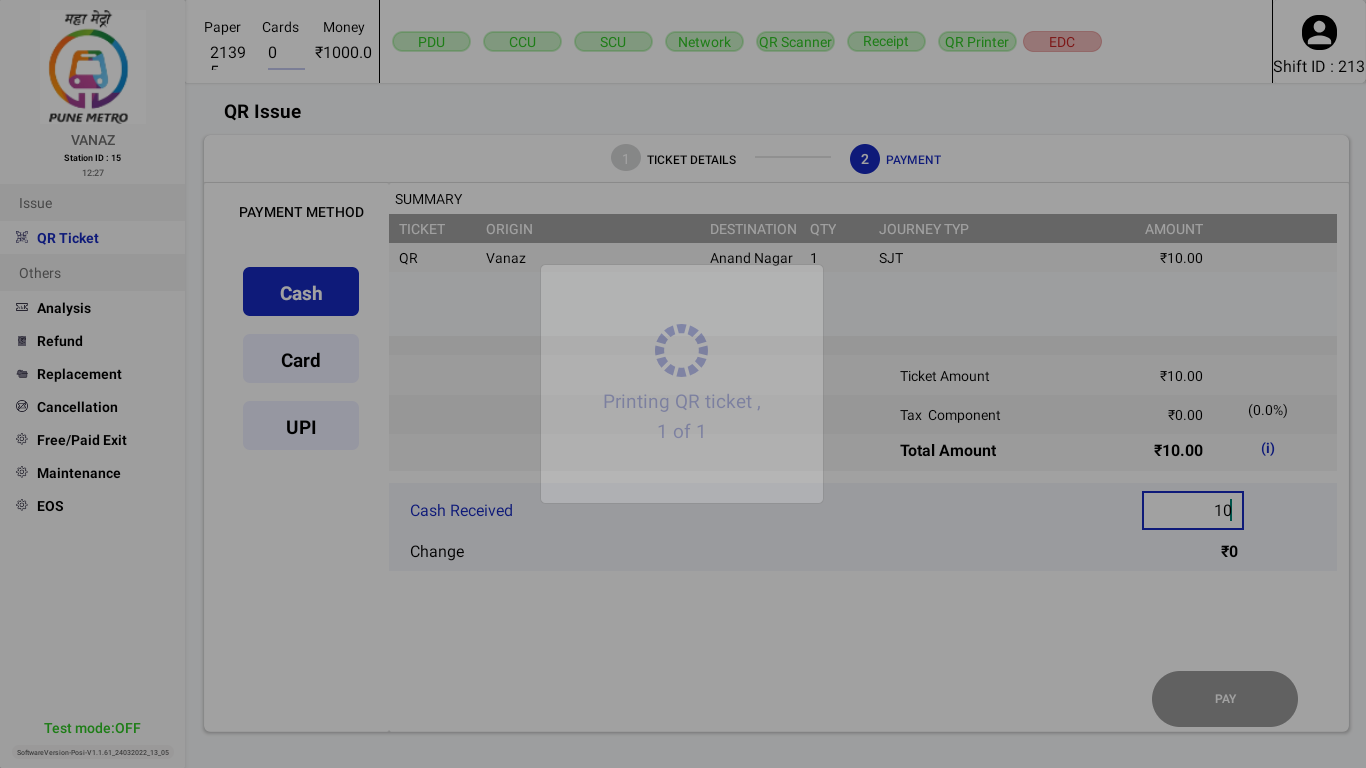 महा मेट्रो
PUNE METRO
VANAZ
Station ID : 15
12:27
Issue
QR Ticket
Others
Analysis
Refund
Replacement
Cancellation
Free/Paid Exit
Maintenance
EOS
Test mode:OFF
SoftwareVersion-Posi-V1.1.61_24032022_13_05
Paper Cards Money
21395 0 ₹1000.0
PDU CCU SCU Network QR Scanner Receipt QR Printer EDC
Shift ID : 213
QR Issue
1 TICKET DETAILS 2 PAYMENT
PAYMENT METHOD
Cash
Card
UPI
SUMMARY
TICKET ORIGIN DESTINATION QTY JOURNEY TYP AMOUNT
QR Vanaz Anand Nagar 1 SJT ₹10.00
Printing QR ticket ,
1 of 1
Ticket Amount ₹10.00
Tax Component ₹0.00 (0.0%)
Total Amount ₹10.00 (i)
Cash Received 10
Change ₹0
PAY